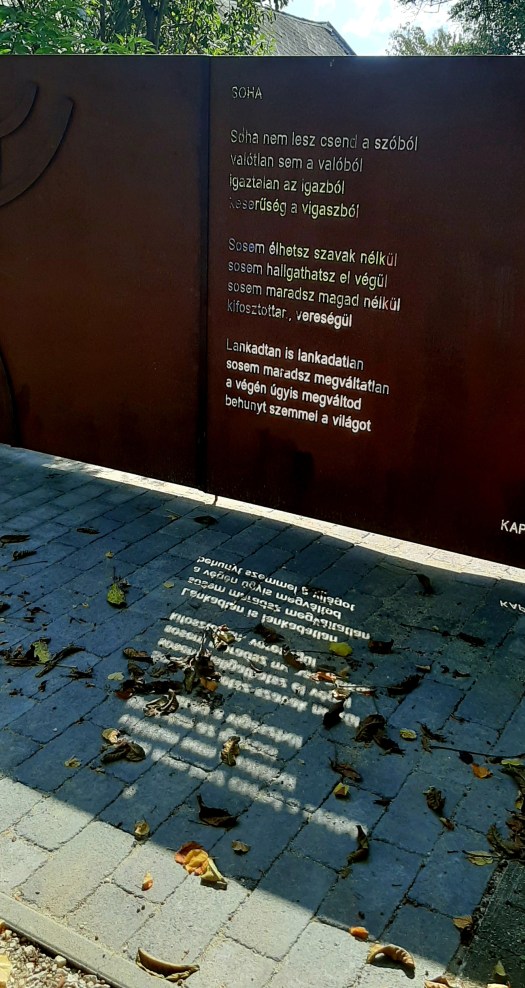 SOHA
Soha nem lesz csend a szóból
valótlan sem a valóból
igaztalan az igazból
keserűség a vigaszból
Sosem élhetsz szavak nélkül
sosem hallgathatsz el végül
sosem maradsz magad nélkül
kifosztottan, vereségül
Lankadtan is lankadatlan
sosem maradsz megváltatlan
a végén úgyis megváltod
behunyt szemmel a világot
KAP